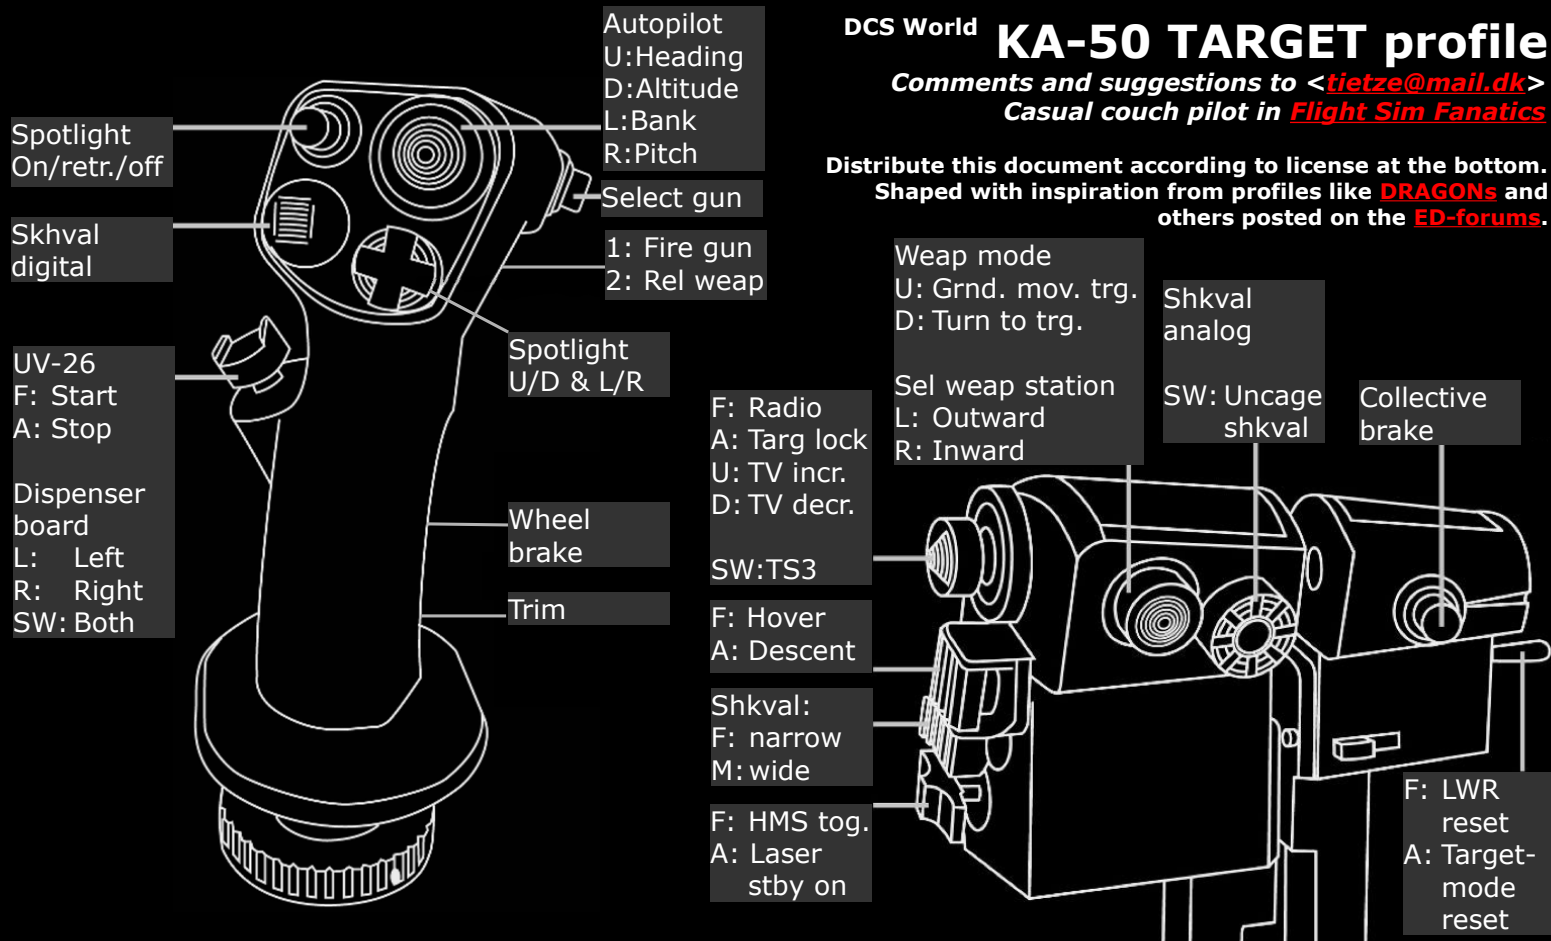 DCS World KA-50 TARGET profile
Comments and suggestions to <tietze@mail.dk>
Casual couch pilot in Flight Sim Fanatics
Distribute this document according to license at the bottom.
Shaped with inspiration from profiles like DRAGONs and
others posted on the ED-forums.
Autopilot
U:Heading
D:Altitude
L:Bank
R:Pitch
Spotlight
On/retr./off
Select gun
Skhval
digital
1: Fire gun
2: Rel weap
UV-26
F: Start
A: Stop
Dispenser
board
L: Left
R: Right
SW: Both
Spotlight
U/D & L/R
Wheel
brake
Trim
Weap mode
U: Grnd. mov. trg.
D: Turn to trg.
Sel weap station
L: Outward
R: Inward
Shkval
analog
SW: Uncage
shkval
Collective
brake
F: Radio
A: Targ lock
U: TV incr.
D: TV decr.
SW:TS3
F: Hover
A: Descent
Shkval:
F: narrow
M: wide
F: HMS tog.
A: Laser
stby on
F: LWR
reset
A: Target-
mode
reset